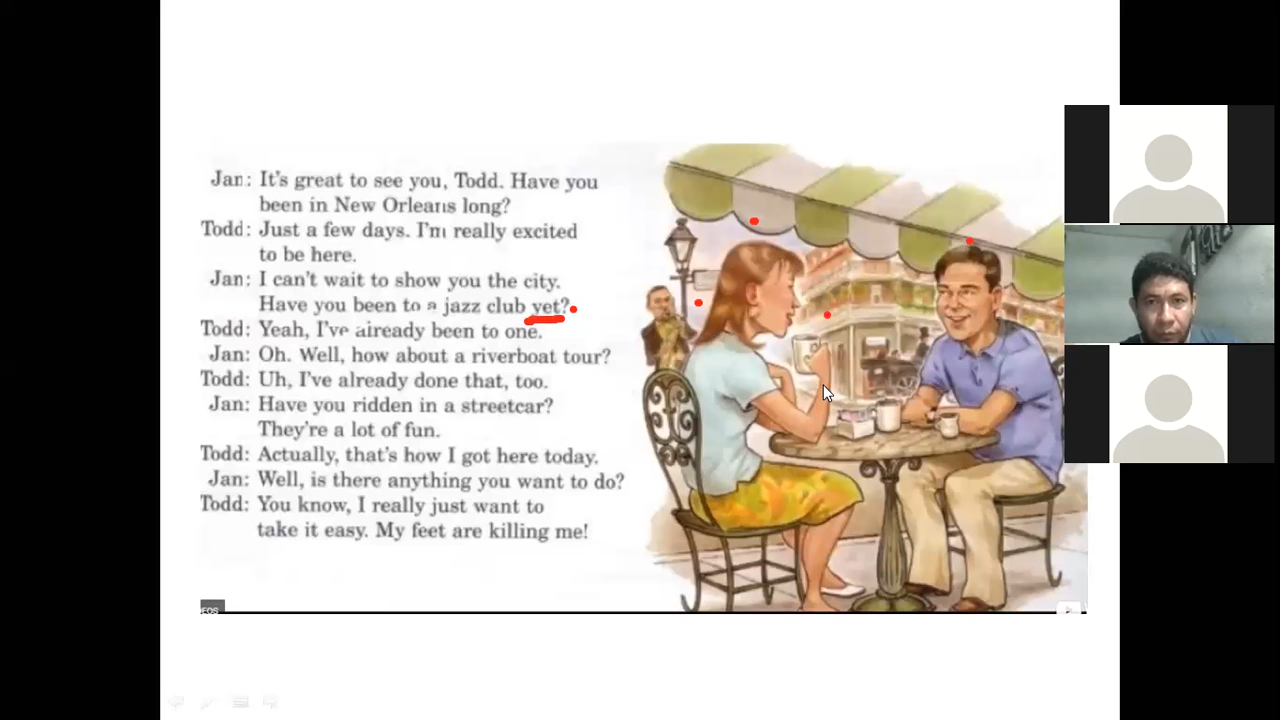 Jan: It's great to see you, Todd. Have you
been in New Orleans long?
Todd: Just a few days. I'm really excited
to be here.
Jan: I can't wait to show you the city.
Have you been to a jazz club yet?
Todd: Yeah, I've already been to one.
Jan: Oh. Well, how about a riverboat tour?
Todd: Uh, I've already done that, too.
Jan: Have you ridden in a streetcar?
They're a lot of fun.
Todd: Actually, that's how I got here today.
Jan: Well, is there anything you want to do?
Todd: You know, I really just want to
take it easy. My feet are killing me!